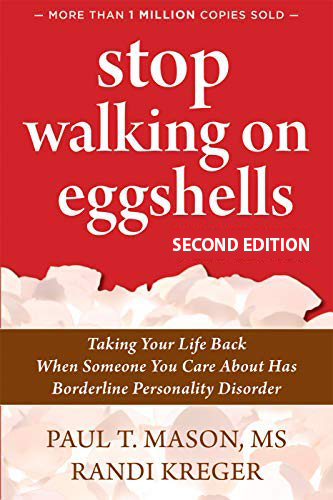 — MORE THAN 1 MILLION COPIES SOLD —
stop
walking on
eggshells
SECOND EDITION
Taking Your Life Back
When Someone You Care About Has
Borderline Personality Disorder
PAUL T. MASON, MS
RANDI KREGER